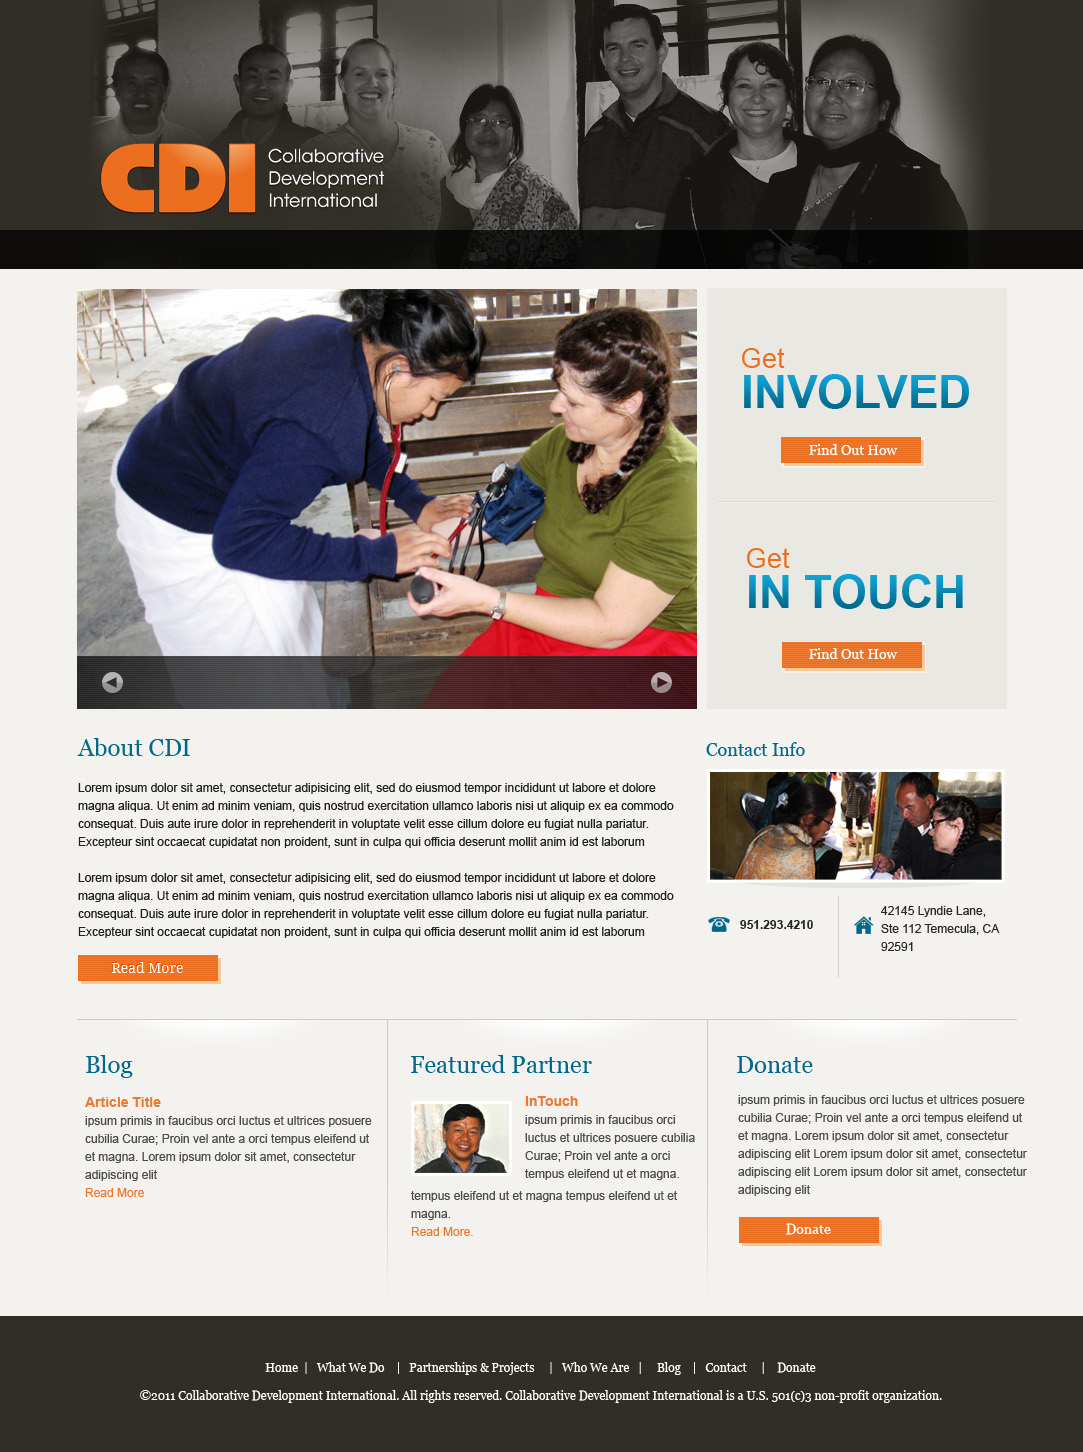 CDI
Collaborative
Development
International
Get
INVOLVED
Find Out How
Get
IN TOUCH
Find Out How
About CDI
Lorem ipsum dolor sit amet, consectetur adipisicing elit, sed do eiusmod tempor incididunt ut labore et dolore
magna aliqua. Ut enim ad minim veniam, quis nostrud exercitation ullamco laboris nisi ut aliquip ex ea commodo
consequat. Duis aute irure dolor in reprehenderit in voluptate velit esse cillum dolore eu fugiat nulla pariatur.
Excepteur sint occaecat cupidatat non proident, sunt in culpa qui officia deserunt mollit anim id est laborum
Lorem ipsum dolor sit amet, consectetur adipisicing elit, sed do eiusmod tempor incididunt ut labore et dolore
magna aliqua. Ut enim ad minim veniam, quis nostrud exercitation ullamco laboris nisi ut aliquip ex ea commodo
consequat. Duis aute irure dolor in reprehenderit in voluptate velit esse cillum dolore eu fugiat nulla pariatur.
Excepteur sint occaecat cupidatat non proident, sunt in culpa qui officia deserunt mollit anim id est laborum
Read More
Contact Info
951.293.4210
42145 Lyndie Lane,
Ste 112 Temecula, CA
92591
Blog
Article Title
ipsum primis in faucibus orci luctus et ultrices posuere
cubilia Curae; Proin vel ante a orci tempus eleifend ut
et magna. Lorem ipsum dolor sit amet, consectetur
adipiscing elit
Read More
Featured Partner
InTouch
ipsum primis in faucibus orci
luctus et ultrices posuere cubilia
Curae; Proin vel ante a orci
tempus eleifend ut et magna.
tempus eleifend ut et magna tempus eleifend ut et
magna.
Read More.
Donate
ipsum primis in faucibus orci luctus et ultrices posuere
cubilia Curae; Proin vel ante a orci tempus eleifend ut
et magna. Lorem ipsum dolor sit amet, consectetur
adipiscing elit Lorem ipsum dolor sit amet, consectetur
adipiscing elit Lorem ipsum dolor sit amet, consectetur
adipiscing elit
Donate
Home | What We Do | Partnerships & Projects | Who We Are | Blog | Contact | Donate
©2011 Collaborative Development International. All rights reserved. Collaborative Development International is a U.S. 501(c)3 non-profit organization.